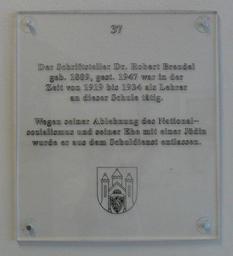 37
Der Schriftsteller Dr. Robert Brendel
geb. 1889, gest. 1947 war in der
Zeit von 1919 bis 1934 als Lehrer
an dieser Schule tätig.
Wegen seiner Ablehnung des National-
sozialismus und seiner Ehe mit einer Jüdin
wurde er aus dem Schuldienst entlassen.